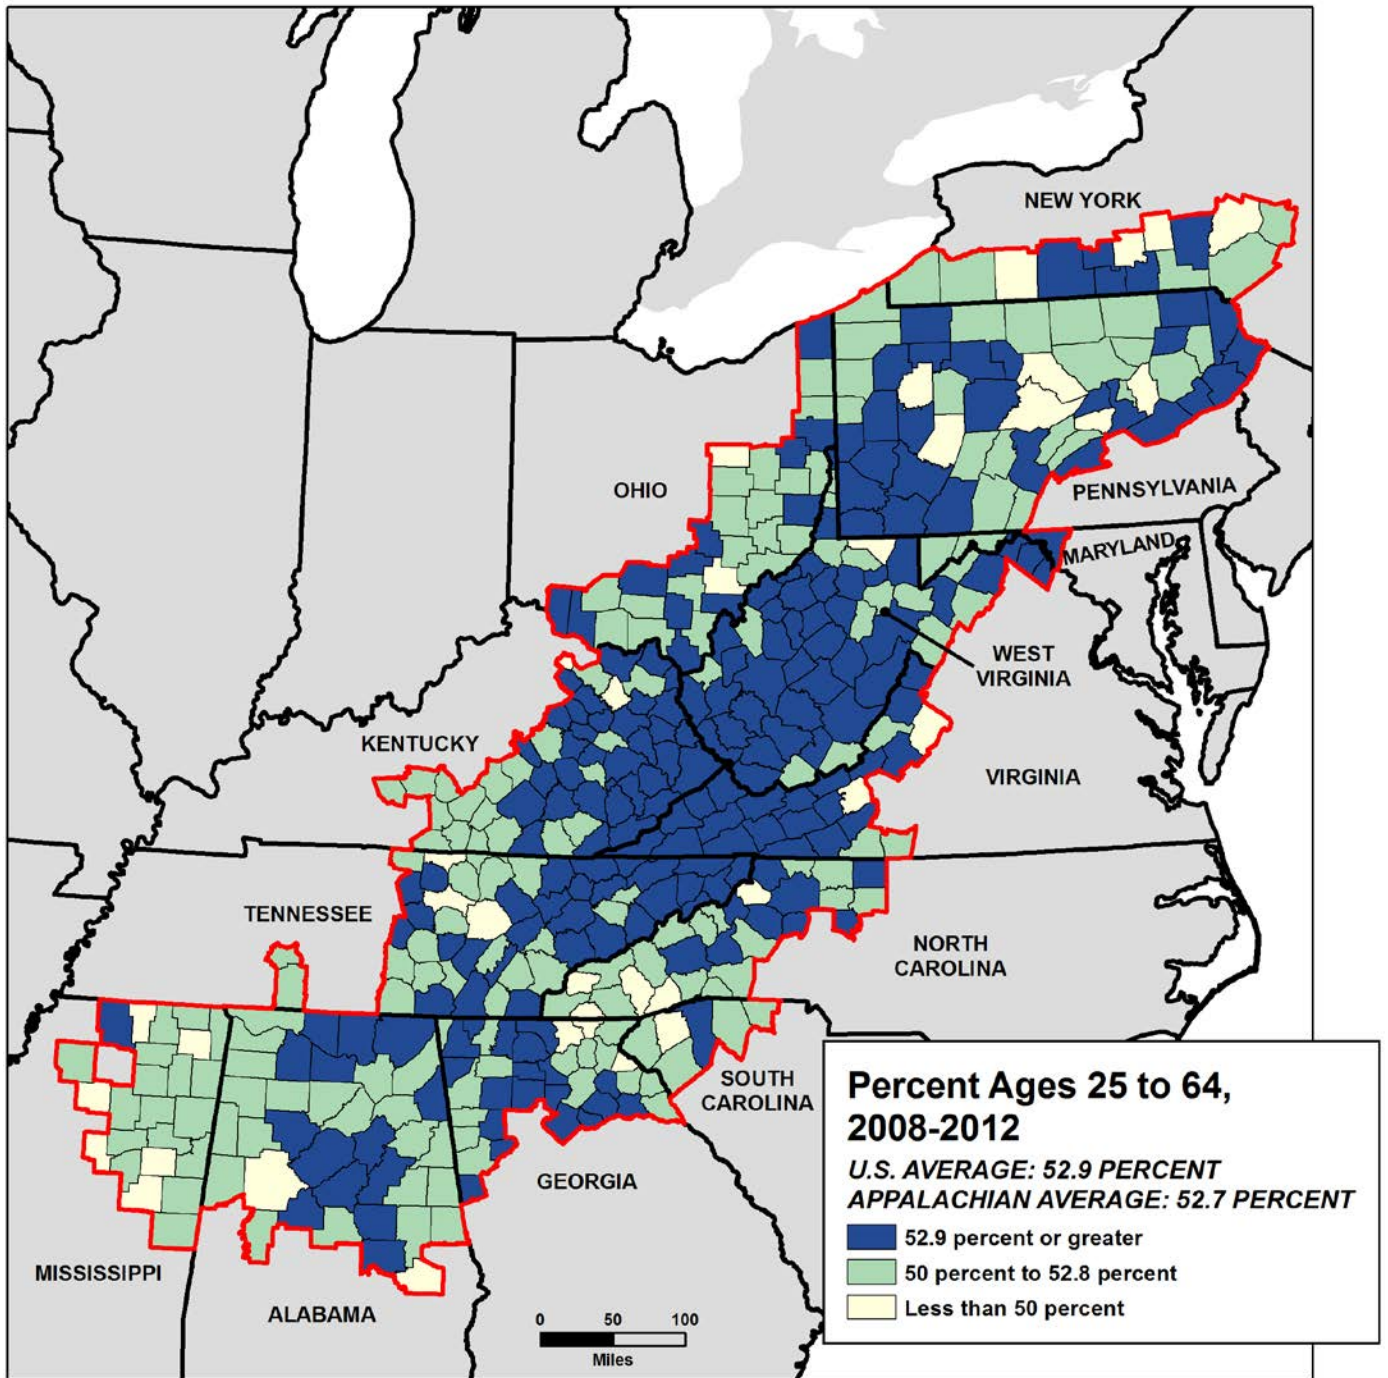 NEW YORK
OHIO
PENNSYLVANIA
MARYLAND
WEST
VIRGINIA
KENTUCKY
VIRGINIA
TENNESSEE
NORTH
CAROLINA
SOUTH
CAROLINA
GEORGIA
MISSISSIPPI
ALABAMA
0 50 100
Miles
Percent Ages 25 to 64,
2008-2012
U.S. AVERAGE: 52.9 PERCENT
APPALACHIAN AVERAGE: 52.7 PERCENT
52.9 percent or greater
50 percent to 52.8 percent
Less than 50 percent